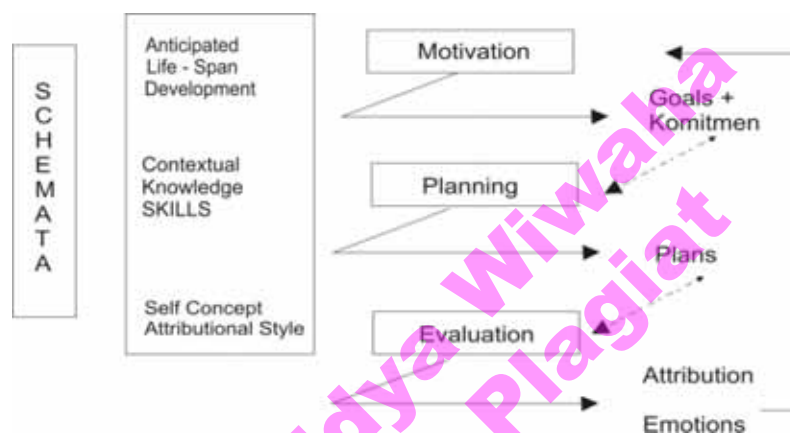 SCHEMATA
Anticipated
Life - Span
Development
Contextual
Knowledge
SKILLS
Self Concept
Attributional Style
Motivation
Goals +
Komitmen
Planning
Plans
Evaluation
Attribution
Emotions
idya Wiwaha
Plagiat